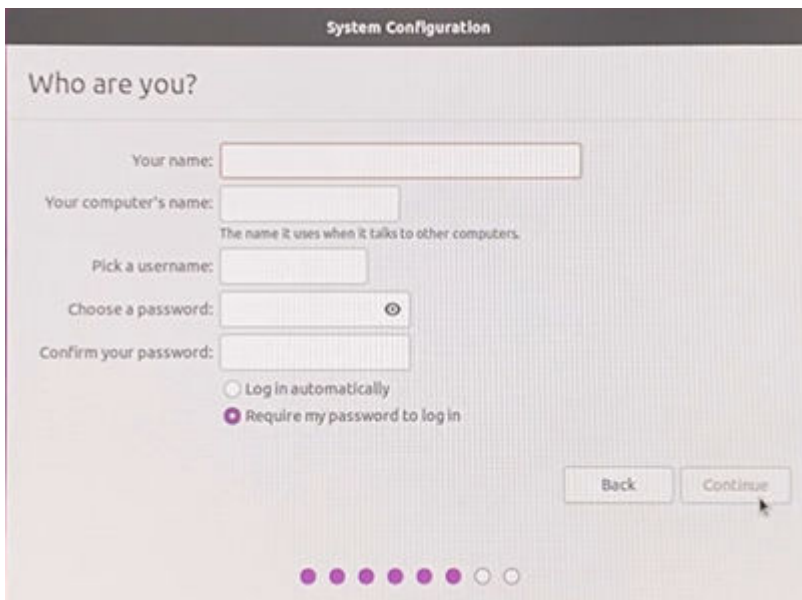 System Configuration
Who are you?
Your name:
Your computer's name:
The name it uses when it talks to other computers.
Pick a username:
Choose a password:
Confirm your password:
Log in automatically
Require my password to log in
Back
Continue